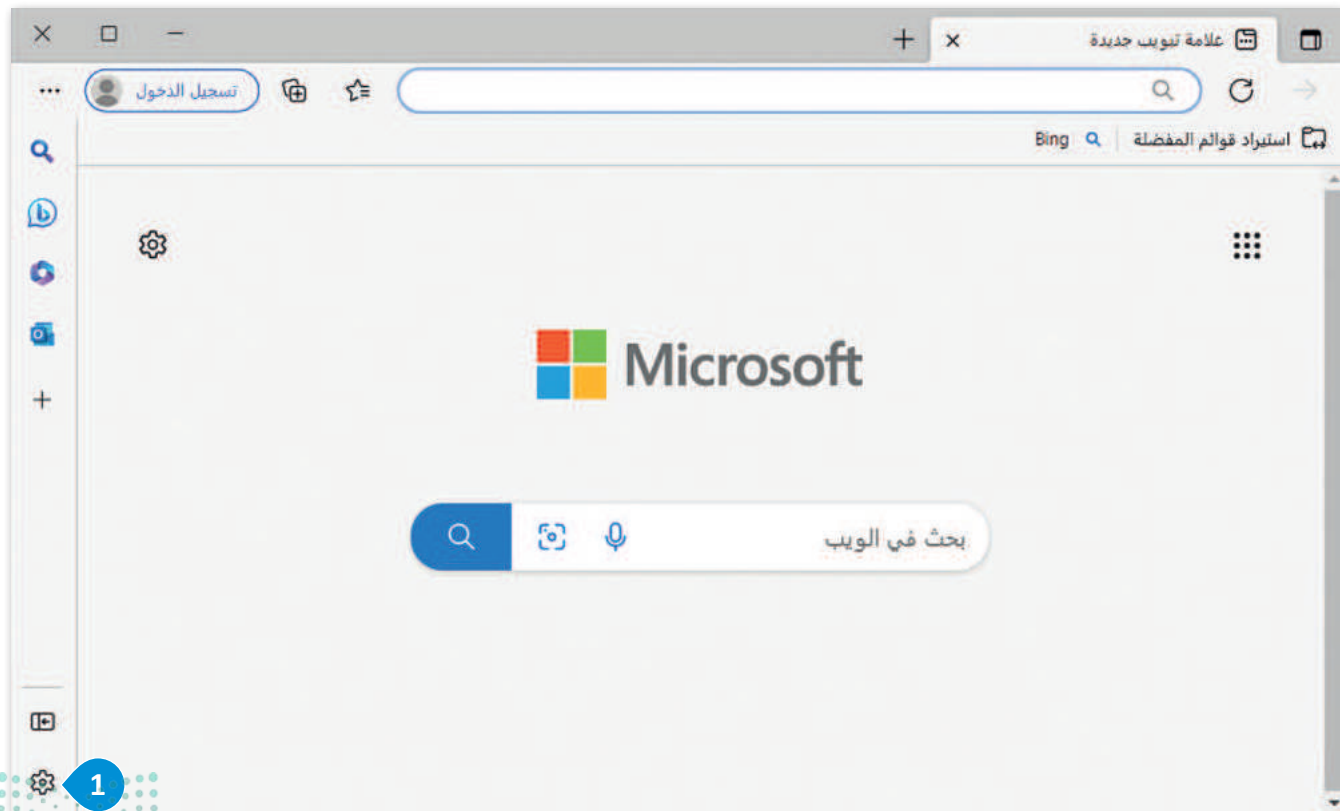 علامة تبويب جديدة
تسجيل الدخول
استيراد قوائم المفضلة Bing
Microsoft
بحث في الويب
1